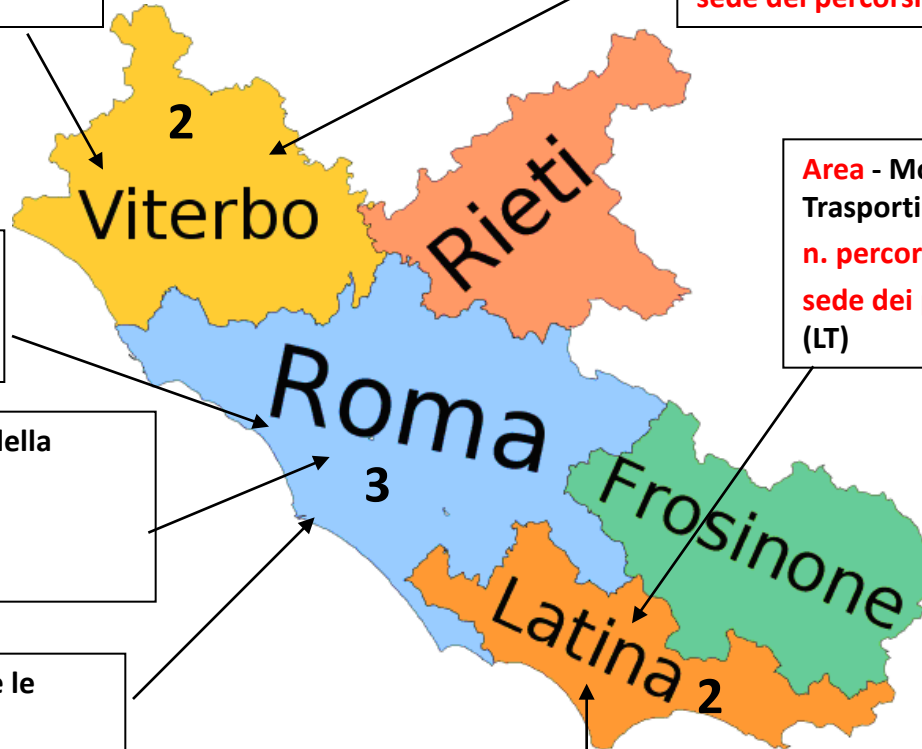 sede dei percorsi
2
Viterbo
Rieti
Area - Mo
Trasporti
n. percor
sede dei
(LT)
Roma
3
della
Frosinone
Latina
2
e le